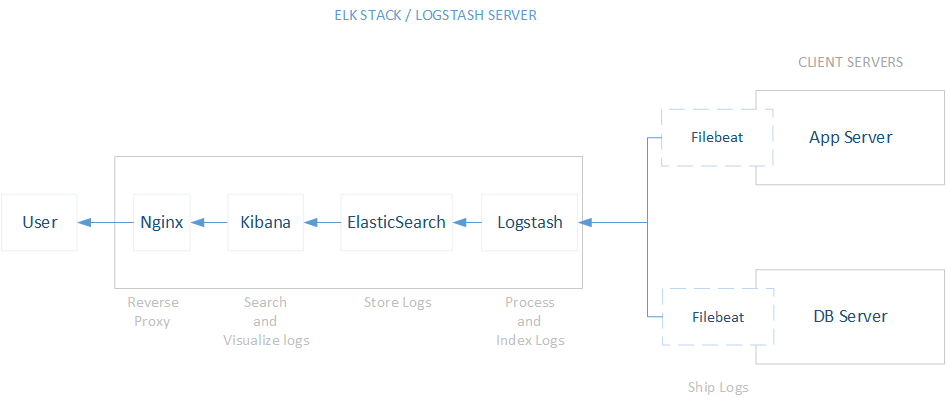 ELK STACK / LOGSTASH SERVER
CLIENT SERVERS
Filebeat
App Server
User
Nginx
Kibana
ElasticSearch
Logstash
Reverse
Proxy
Search
and
Visualize logs
Store Logs
Process
and
Index Logs
Filebeat
DB Server
Ship Logs